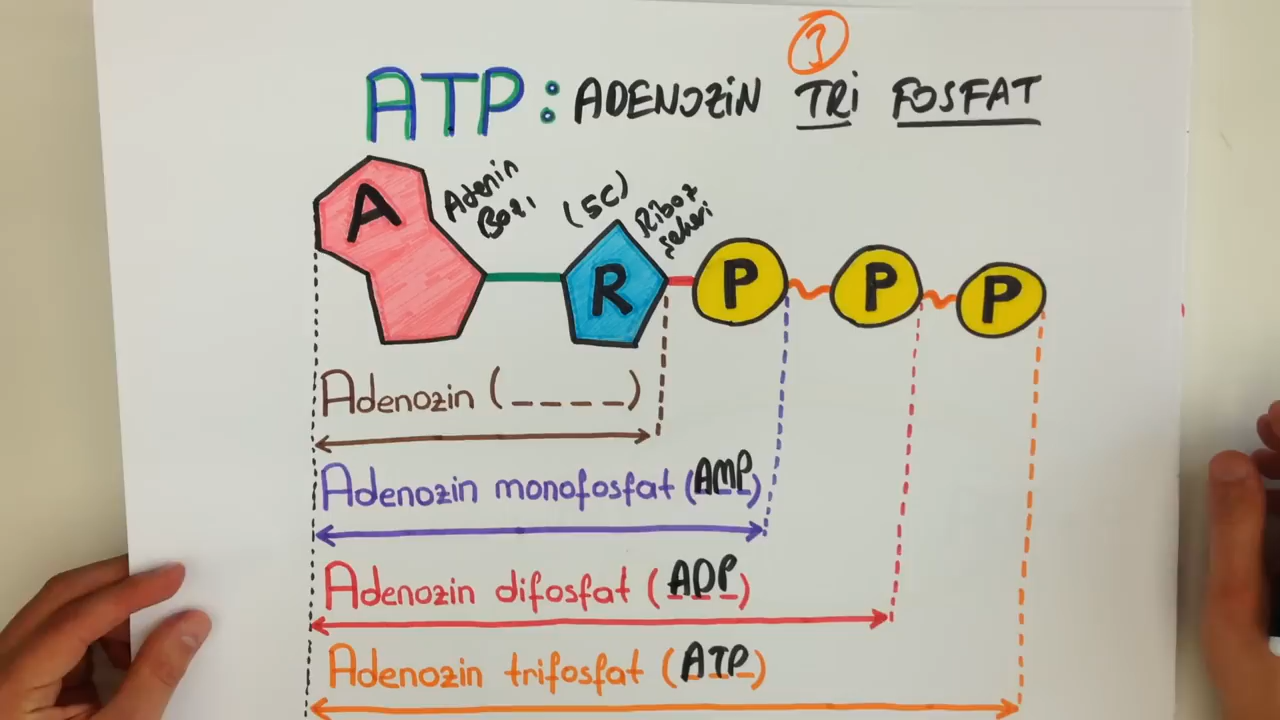 3
ATP : ADENOZİN TRİ FOSFAT
A
Adenin
Bazı
(5C)
Riboz
şekeri
R
P
P
P
Adenozin (_ _ _ _)
Adenozin monofosfat (AMP)
Adenozin difosfat (ADP)
Adenozin trifosfat (ATP)